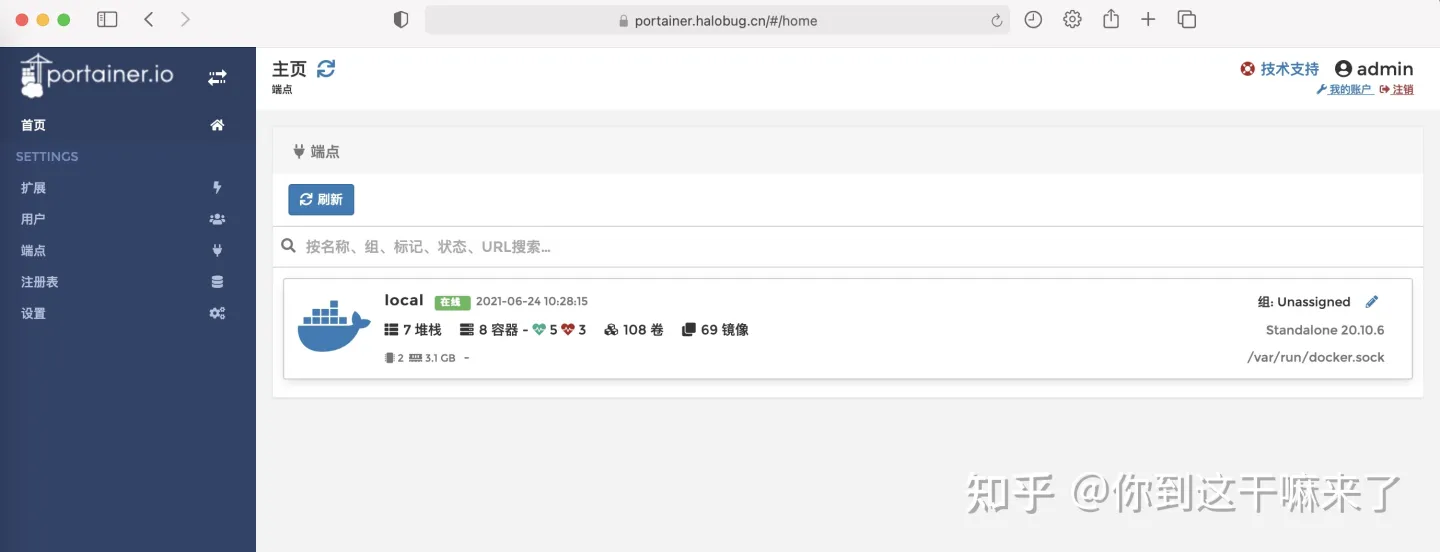 portainer.halobug.cn/#/home
portainer.io
首页
SETTINGS
扩展
用户
端点
注册表
设置
主页
端点
技术支持 admin
我的账户 注销
端点
刷新
按名称、组、标记、状态、URL搜索...
local 在线 2021-06-24 10:28:15
组: Unassigned
7 堆栈 8 容器 - 5 3 108 卷 69 镜像
Standalone 20.10.6
2 3.1 GB -
/var/run/docker.sock
知乎 @你到这干嘛来了